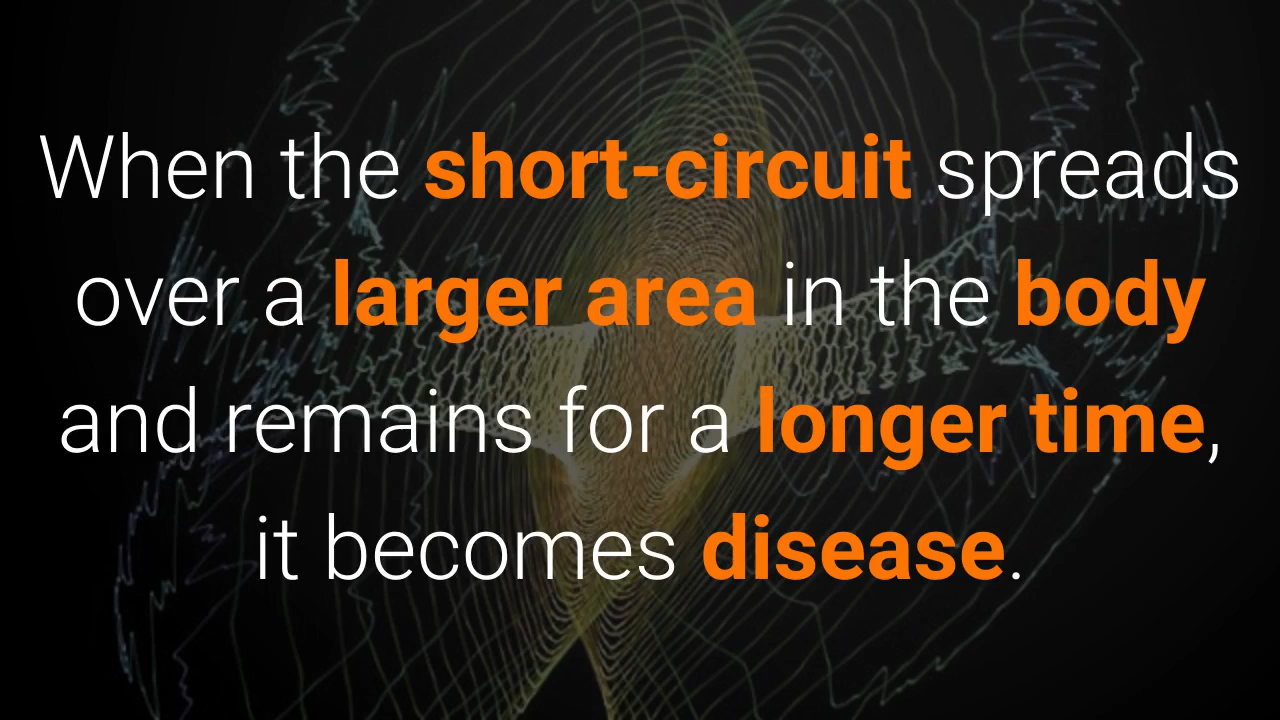 When the short-circuit spreads
over a larger area in the body
and remains for a longer time,
it becomes disease.